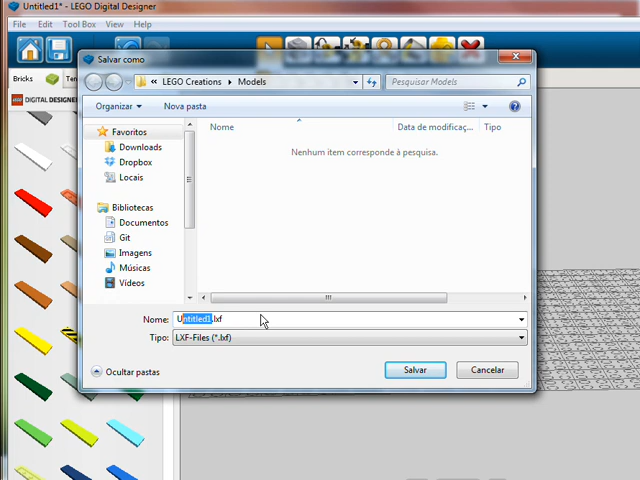 Untitled1* - LEGO Digital Designer
File Edit Tool Box View Help
Salvar como
« LEGO Creations Models
Pesquisar Models
Bricks
Organizar
Nova pasta
DIGITAL DESIGNER
Favoritos
Downloads
Dropbox
Locais
Bibliotecas
Documentos
Git
Imagens
Músicas
Vídeos
Nome
Data de modificaç...
Tipo
Nenhum item corresponde à pesquisa.
Nome: Untitled1.lxf
Tipo: LXF-Files (*.lxf)
Ocultar pastas
Salvar
Cancelar